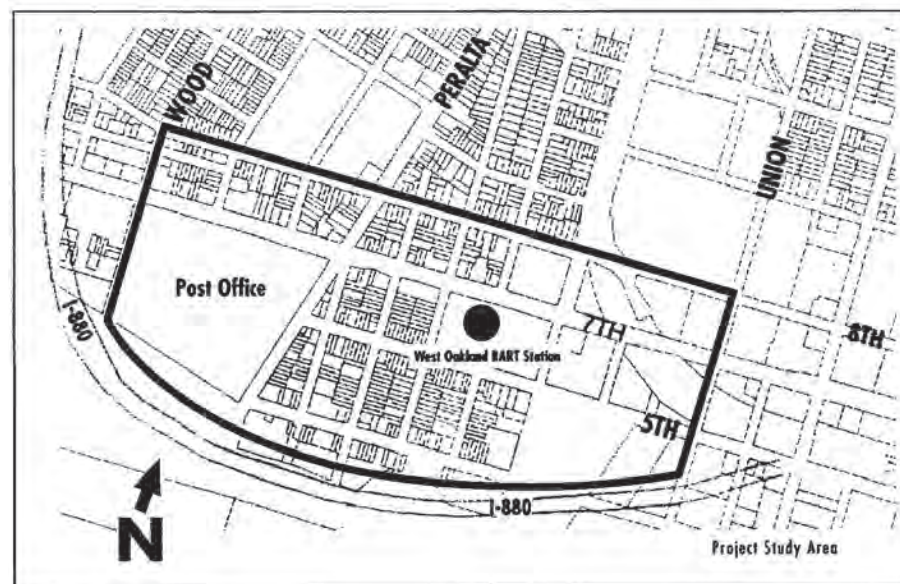 WOOD
PERALTA
UNION
Post Office
I-880
7TH
8TH
West Oakland BART Station
5TH
I-880
N
Project Study Area